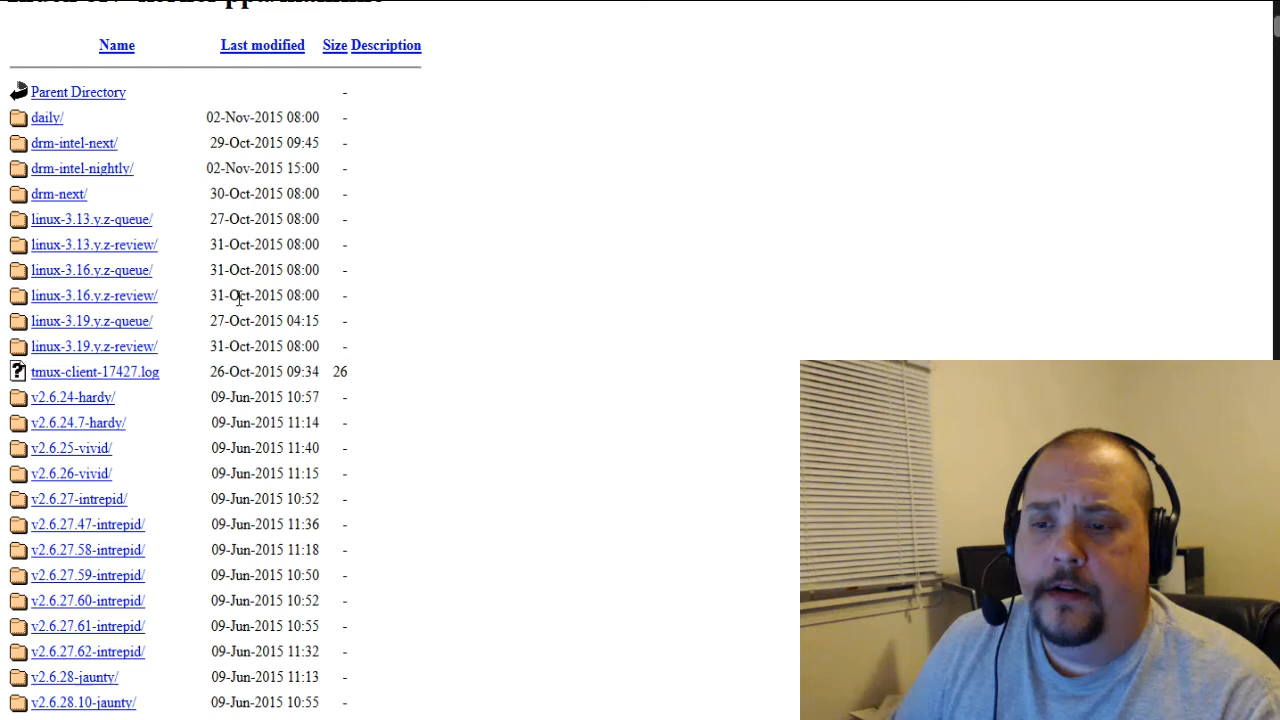 Name Last modified Size Description
Parent Directory -
daily/ 02-Nov-2015 08:00 -
drm-intel-next/ 29-Oct-2015 09:45 -
drm-intel-nightly/ 02-Nov-2015 15:00 -
drm-next/ 30-Oct-2015 08:00 -
linux-3.13.y.z-queue/ 27-Oct-2015 08:00 -
linux-3.13.y.z-review/ 31-Oct-2015 08:00 -
linux-3.16.y.z-queue/ 31-Oct-2015 08:00 -
linux-3.16.y.z-review/ 31-Oct-2015 08:00 -
linux-3.19.y.z-queue/ 27-Oct-2015 04:15 -
linux-3.19.y.z-review/ 31-Oct-2015 08:00 -
tmux-client-17427.log 26-Oct-2015 09:34 26
v2.6.24-hardy/ 09-Jun-2015 10:57 -
v2.6.24.7-hardy/ 09-Jun-2015 11:14 -
v2.6.25-vivid/ 09-Jun-2015 11:40 -
v2.6.26-vivid/ 09-Jun-2015 11:15 -
v2.6.27-intrepid/ 09-Jun-2015 10:52 -
v2.6.27.47-intrepid/ 09-Jun-2015 11:36 -
v2.6.27.58-intrepid/ 09-Jun-2015 11:18 -
v2.6.27.59-intrepid/ 09-Jun-2015 10:50 -
v2.6.27.60-intrepid/ 09-Jun-2015 10:52 -
v2.6.27.61-intrepid/ 09-Jun-2015 10:55 -
v2.6.27.62-intrepid/ 09-Jun-2015 11:32 -
v2.6.28-jaunty/ 09-Jun-2015 11:13 -
v2.6.28.10-jaunty/ 09-Jun-2015 10:55 -